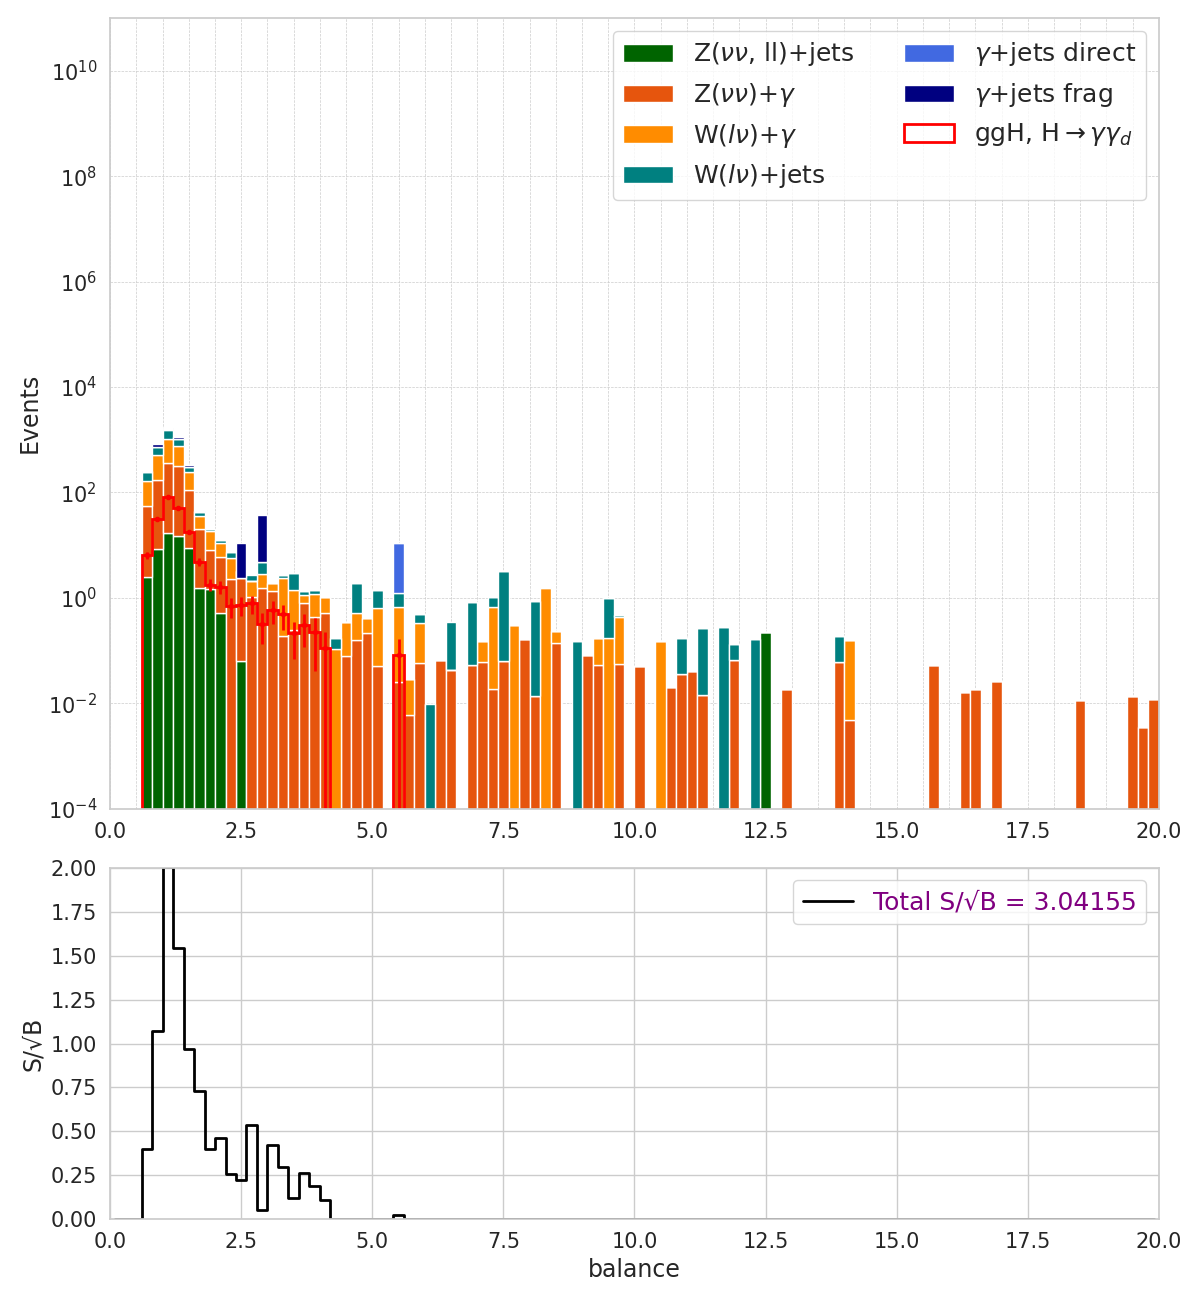 Z(νν, ll)+jets
Z(νν)+γ
W(lν)+γ
W(lν)+jets
γ+jets direct
γ+jets frag
ggH, H→γγ_d
Events
10^10
10^8
10^6
10^4
10^2
10^0
10^−2
10^−4
0.0 2.5 5.0 7.5 10.0 12.5 15.0 17.5 20.0
Total S/√B = 3.04155
S/√B
2.00
1.75
1.50
1.25
1.00
0.75
0.50
0.25
0.00
0.0 2.5 5.0 7.5 10.0 12.5 15.0 17.5 20.0
balance